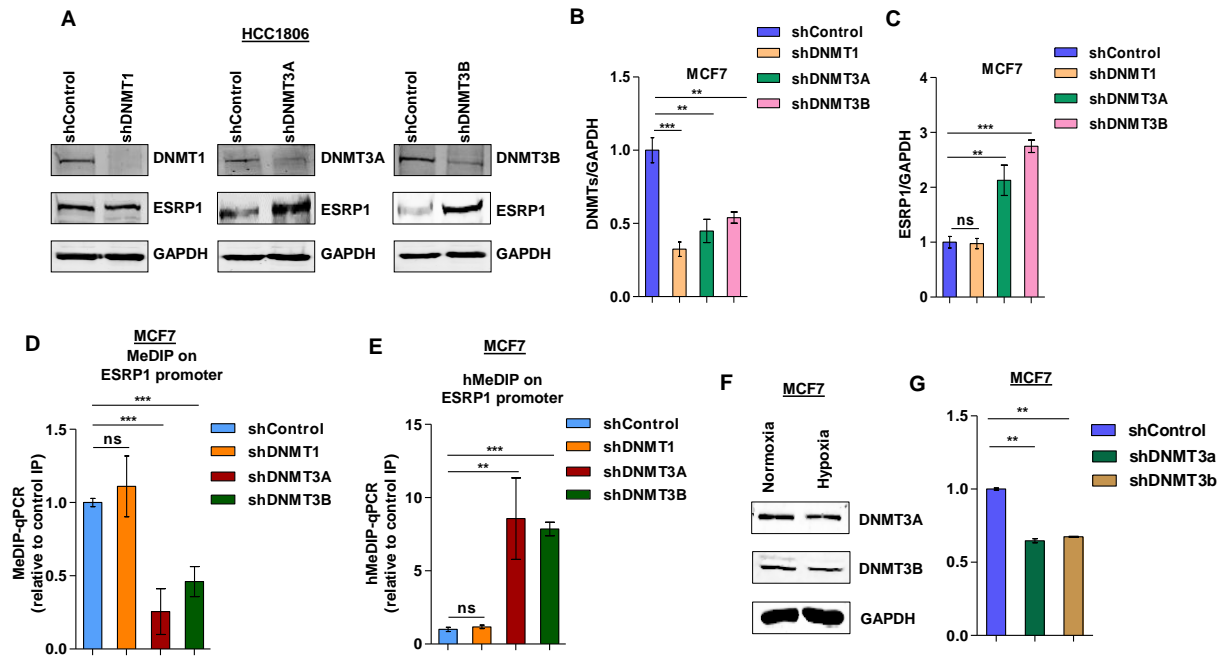 A
HCC1806
shControl
shDNMT1
shControl
shDNMT3A
shControl
shDNMT3B
DNMT1
DNMT3A
DNMT3B
ESRP1
ESRP1
ESRP1
GAPDH
GAPDH
GAPDH
B
MCF7
shControl
shDNMT1
shDNMT3A
shDNMT3B
DNMTs/GAPDH
1.5
1.0
0.5
0.0
***
**
**
C
MCF7
shControl
shDNMT1
shDNMT3A
shDNMT3B
ESRP1/GAPDH
4
3
2
1
0
ns
**
***
D
MCF7
MeDIP on
ESRP1 promoter
shControl
shDNMT1
shDNMT3A
shDNMT3B
MeDIP-qPCR
(relative to control IP)
1.5
1.0
0.5
0.0
ns
***
***
E
MCF7
hMeDIP on
ESRP1 promoter
shControl
shDNMT1
shDNMT3A
shDNMT3B
hMeDIP-qPCR
(relative to control IP)
15
10
5
0
ns
**
***
F
MCF7
Normoxia
Hypoxia
DNMT3A
DNMT3B
GAPDH
G
MCF7
shControl
shDNMT3a
shDNMT3b
1.5
1.0
0.5
0.0
**
**